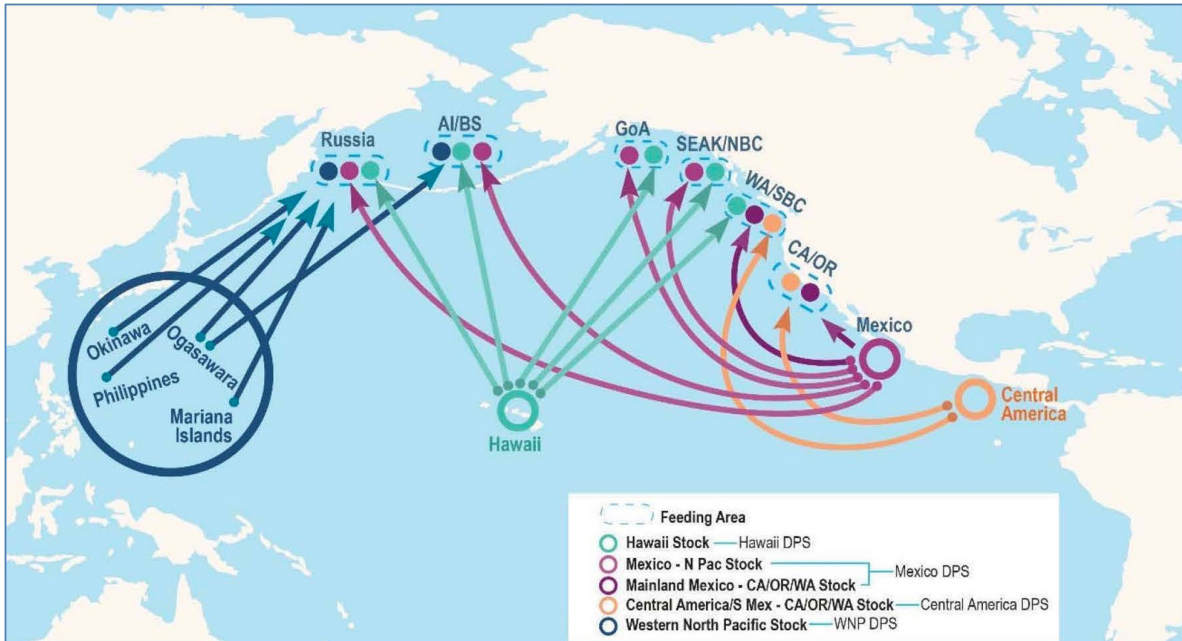 AI/BS
Russia
GoA
SEAK/NBC
WA/SBC
CA/OR
Mexico
Okinawa
Ogasawara
Philippines
Mariana
Islands
Hawaii
Central
America
Feeding Area
Hawaii Stock Hawaii DPS
Mexico - N Pac Stock
Mexico DPS
Mainland Mexico - CA/OR/WA Stock
Central America/S Mex - CA/OR/WA Stock Central America DPS
Western North Pacific Stock WNP DPS